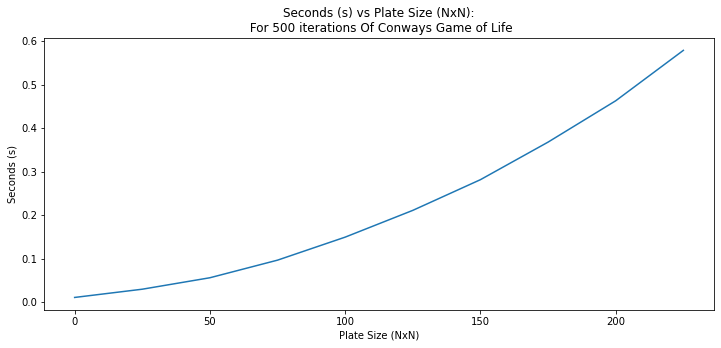 Seconds (s) vs Plate Size (NxN):
For 500 iterations Of Conways Game of Life
0.6
0.5
0.4
0.3
0.2
0.1
0.0
Seconds (s)
0 50 100 150 200
Plate Size (NxN)